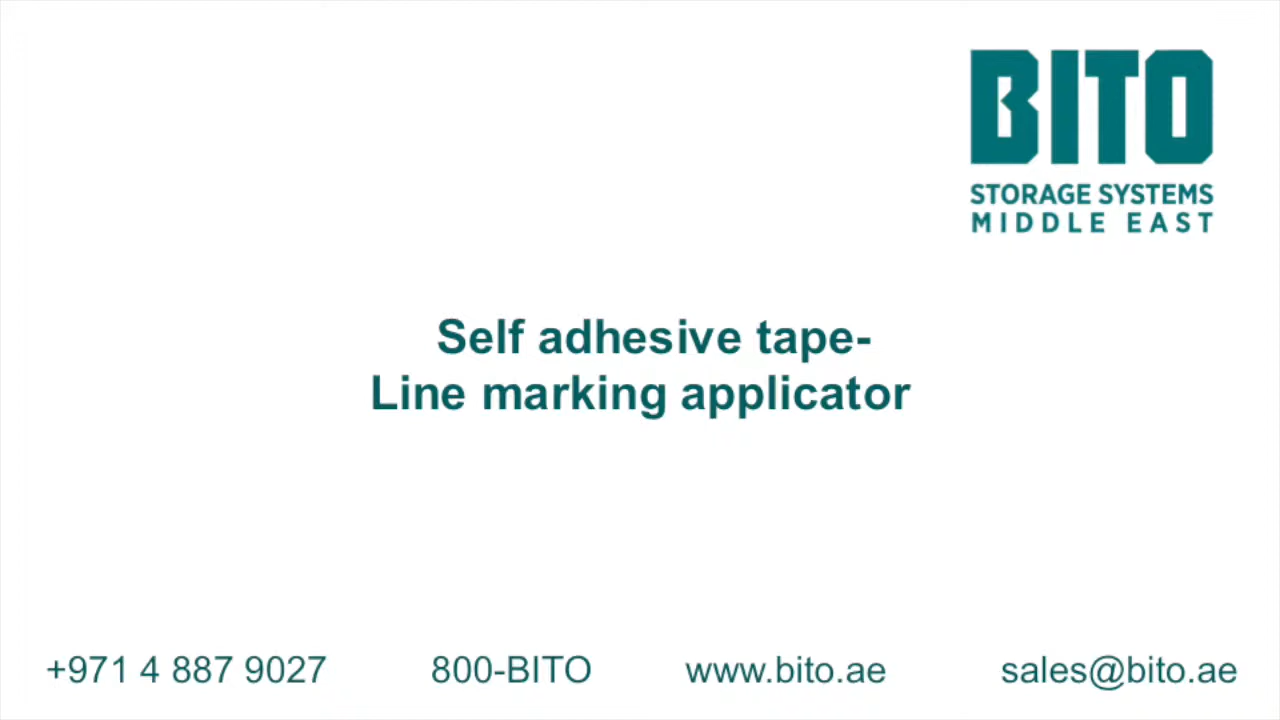 BITO
STORAGE SYSTEMS
MIDDLE EAST
Self adhesive tape-
Line marking applicator
+971 4 887 9027 800-BITO www.bito.ae sales@bito.ae